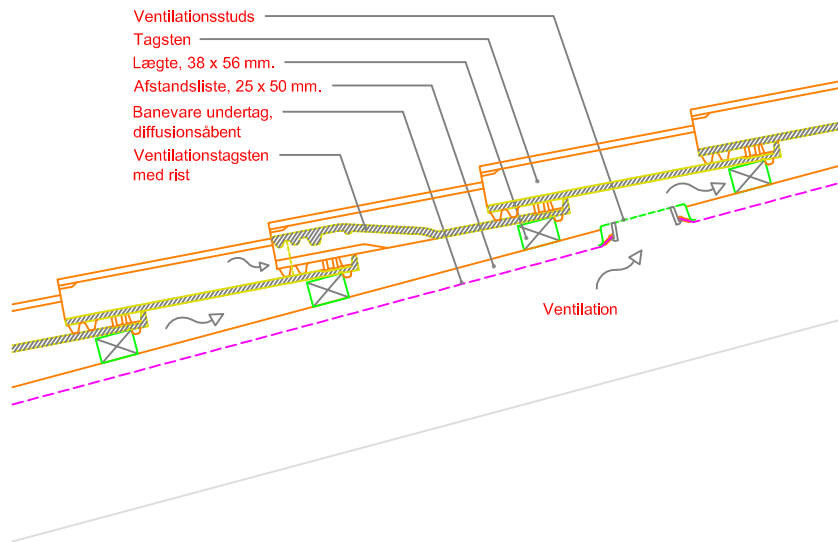 Ventilationsstuds
Tagsten
Lægte, 38 x 56 mm.
Afstandsliste, 25 x 50 mm.
Banevare undertag,
diffusionsåbent
Ventilationstagsten
med rist
Ventilation